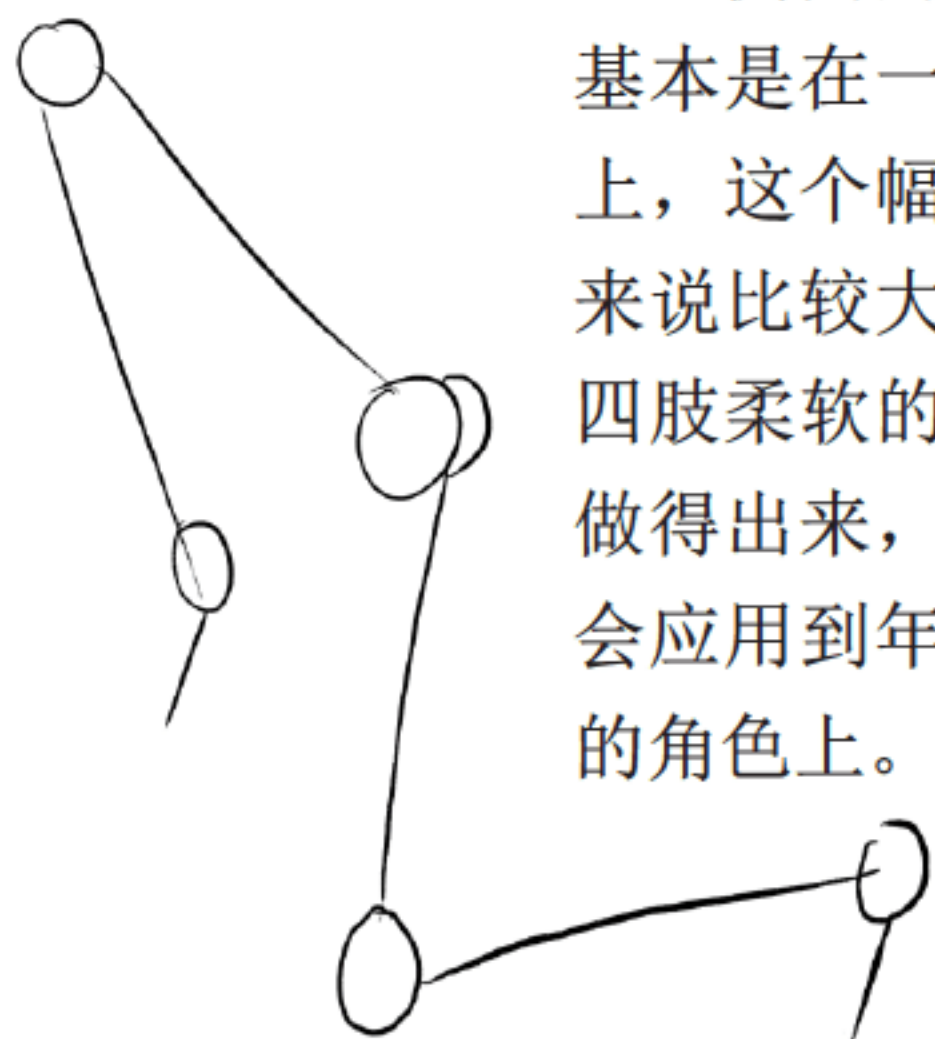 基本是在一
上，这个幅
来说比较大
四肢柔软的
做得出来，
会应用到年
的角色上。